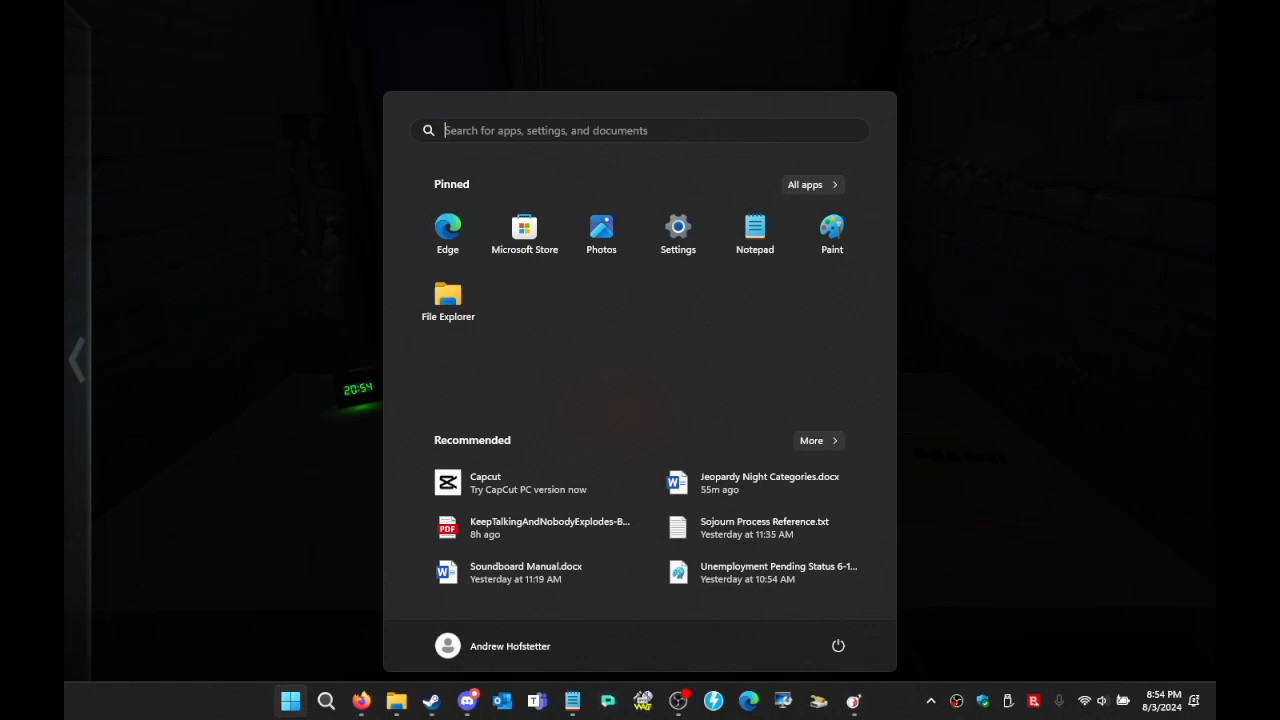 Search for apps, settings, and documents
Pinned
All apps
Edge
Microsoft Store
Photos
Settings
Notepad
Paint
File Explorer
20:54
Recommended
More
Capcut
Try CapCut PC version now
Jeopardy Night Categories.docx
55m ago
KeepTalkingAndNobodyExplodes-B...
8h ago
Sojourn Process Reference.txt
Yesterday at 11:35 AM
Soundboard Manual.docx
Yesterday at 11:19 AM
Unemployment Pending Status 6-1...
Yesterday at 10:54 AM
Andrew Hofstetter
8:54 PM
8/3/2024